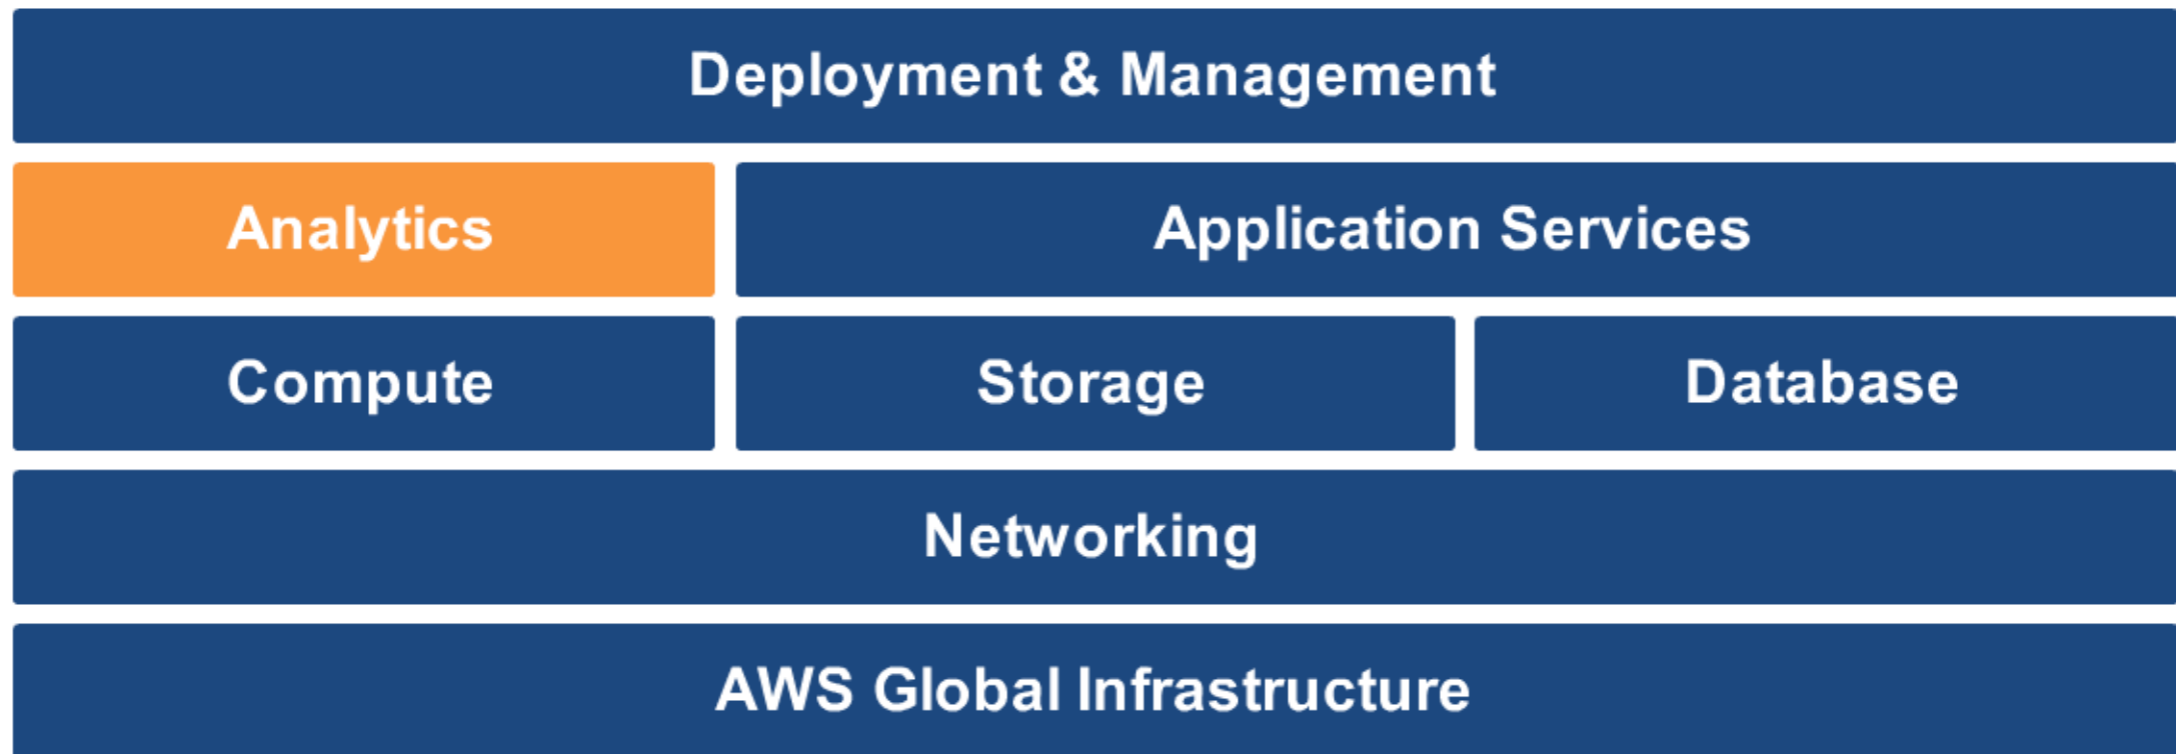 Deployment & Management
Analytics
Application Services
Compute
Storage
Database
Networking
AWS Global Infrastructure